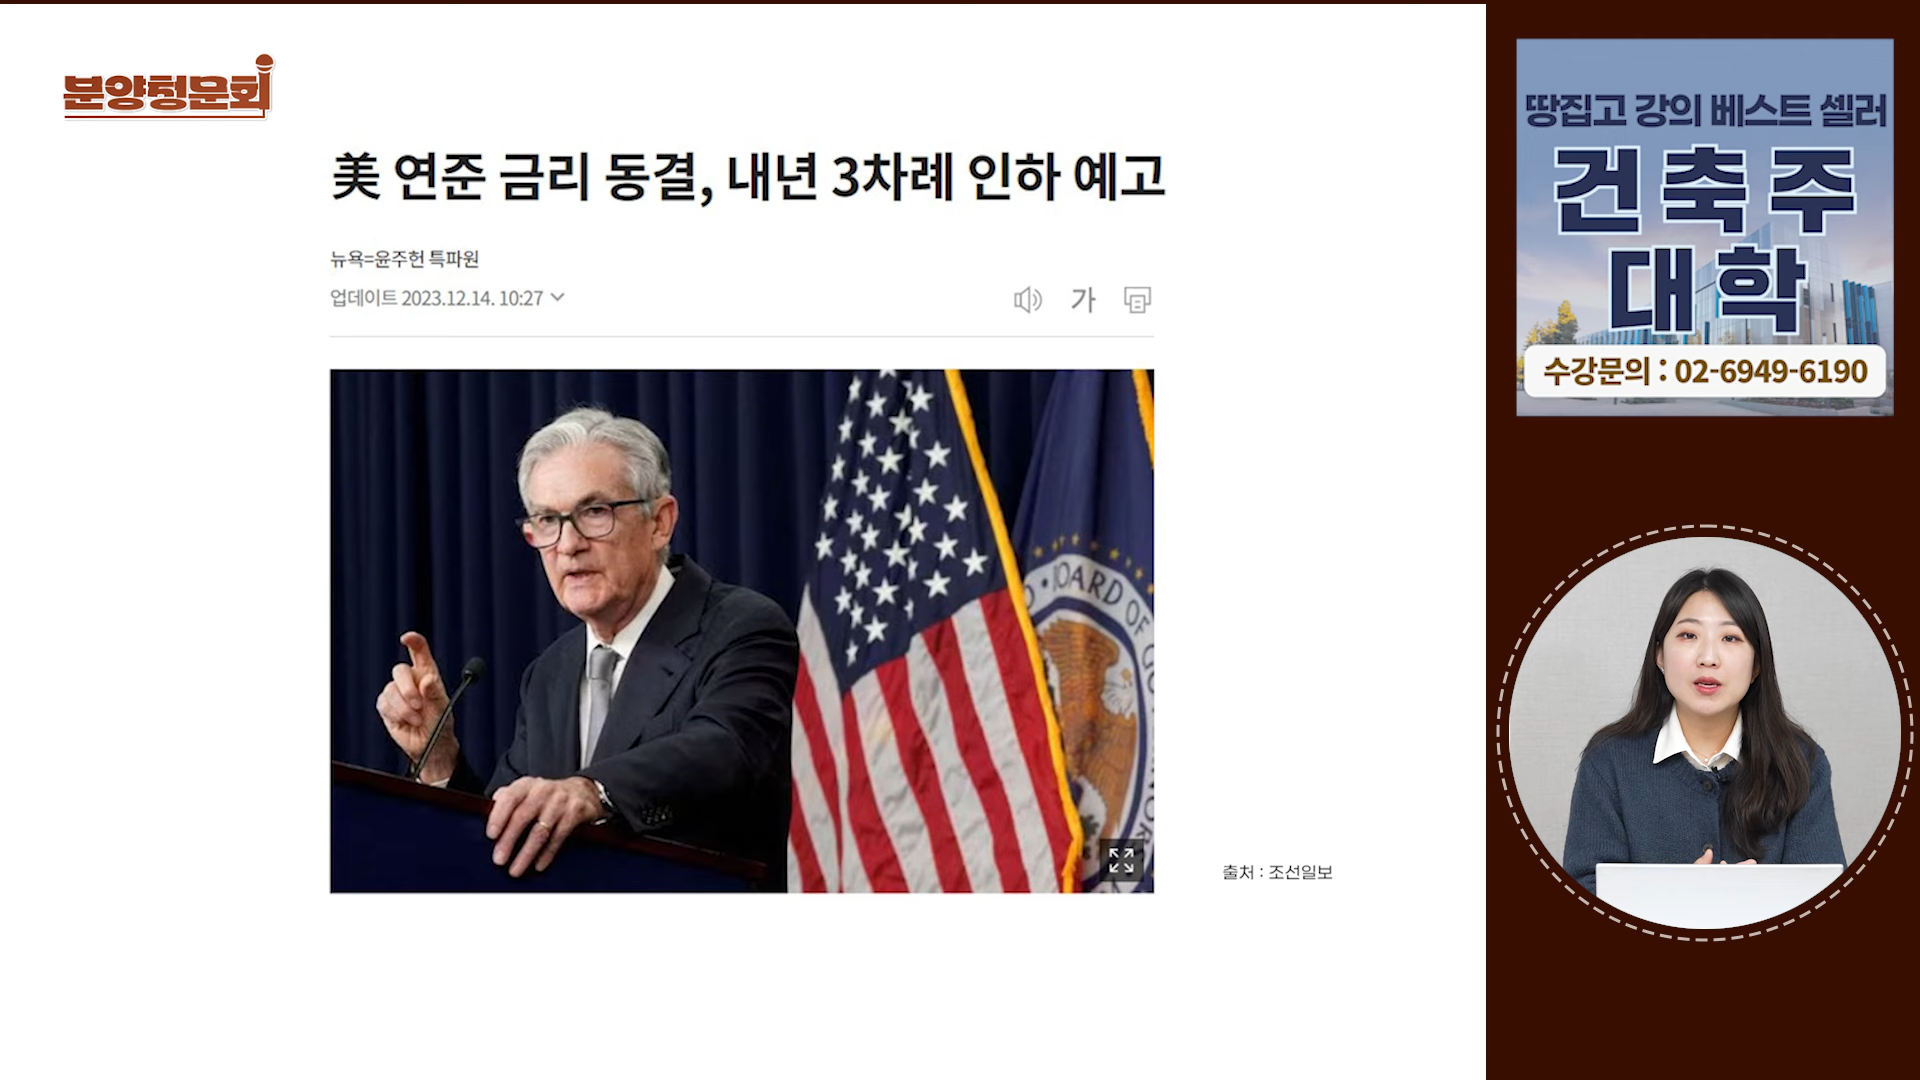 분양청문회
美 연준 금리 동결, 내년 3차례 인하 예고
뉴욕=윤주헌 특파원
업데이트 2023.12.14. 10:27
가
BOARD OF
출처 : 조선일보
땅집고 강의 베스트 셀러
건축주
대학
수강문의 : 02-6949-6190